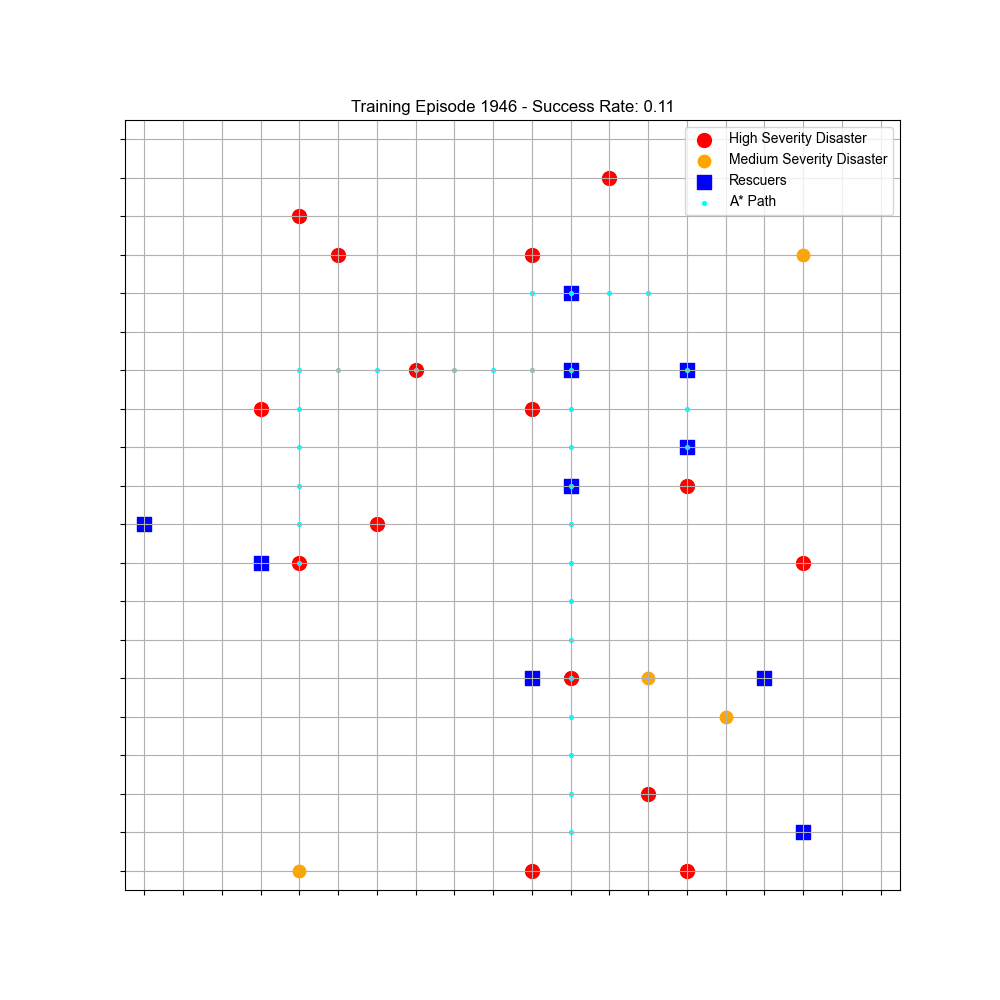 Training Episode 1946 - Success Rate: 0.11
High Severity Disaster
Medium Severity Disaster
Rescuers
A* Path